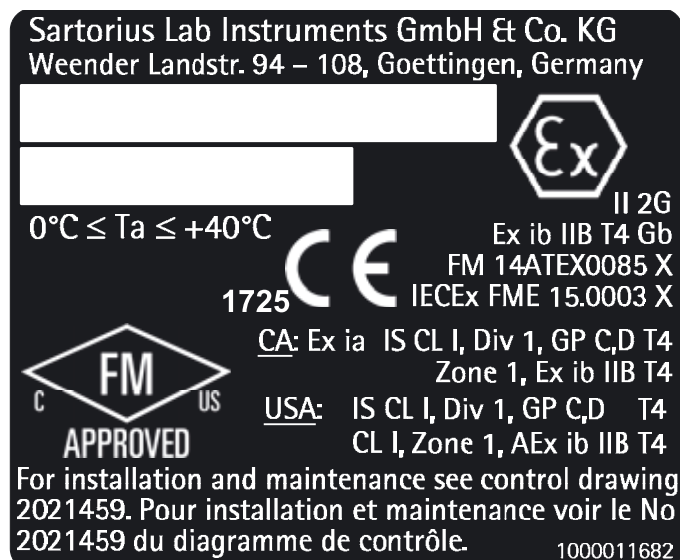 Sartorius Lab Instruments GmbH & Co. KG
Weender Landstr. 94 – 108, Goettingen, Germany
Ex
II 2G
0°C ≤ Ta ≤ +40°C
Ex ib IIB T4 Gb
FM 14ATEX0085 X
1725 CE IECEx FME 15.0003 X
CA: Ex ia IS CL I, Div 1, GP C,D T4
Zone 1, Ex ib IIB T4
FM
C US
APPROVED
USA: IS CL I, Div 1, GP C,D T4
CL I, Zone 1, AEx ib IIB T4
For installation and maintenance see control drawing
2021459. Pour installation et maintenance voir le No
2021459 du diagramme de contrôle. 1000011682